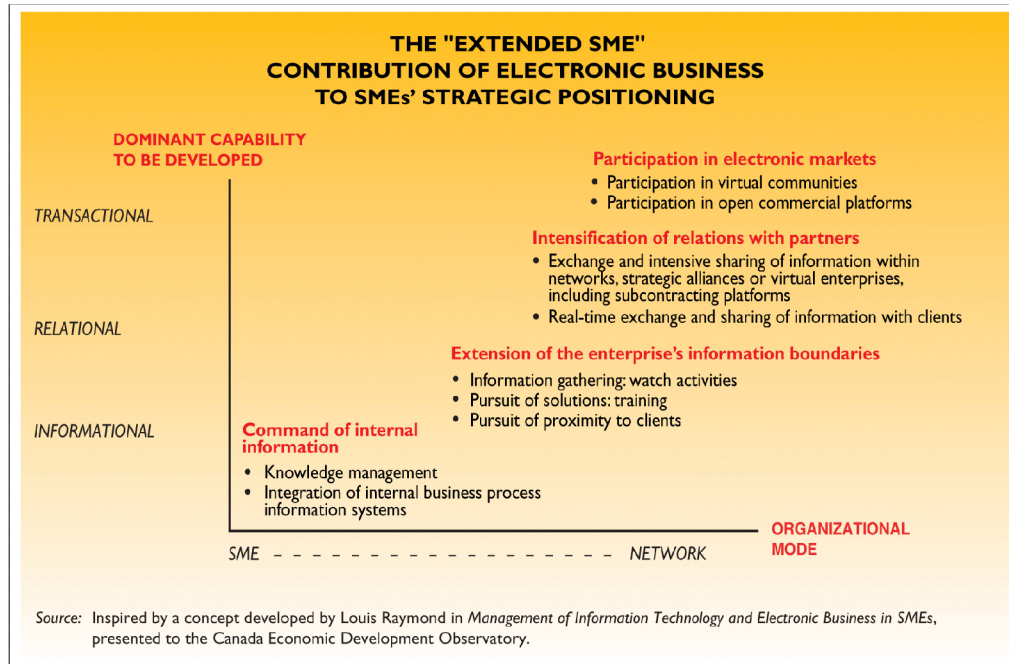 THE "EXTENDED SME"
CONTRIBUTION OF ELECTRONIC BUSINESS
TO SMEs' STRATEGIC POSITIONING
DOMINANT CAPABILITY
TO BE DEVELOPED
Participation in electronic markets
• Participation in virtual communities
• Participation in open commercial platforms
TRANSACTIONAL
Intensification of relations with partners
• Exchange and intensive sharing of information within
networks, strategic alliances or virtual enterprises,
including subcontracting platforms
• Real-time exchange and sharing of information with clients
RELATIONAL
Extension of the enterprise's information boundaries
• Information gathering: watch activities
• Pursuit of solutions: training
• Pursuit of proximity to clients
INFORMATIONAL
Command of internal
information
• Knowledge management
• Integration of internal business process
information systems
ORGANIZATIONAL
MODE
SME – – – – – – – – – – – – – – – – – – NETWORK
Source: Inspired by a concept developed by Louis Raymond in Management of Information Technology and Electronic Business in SMEs,
presented to the Canada Economic Development Observatory.